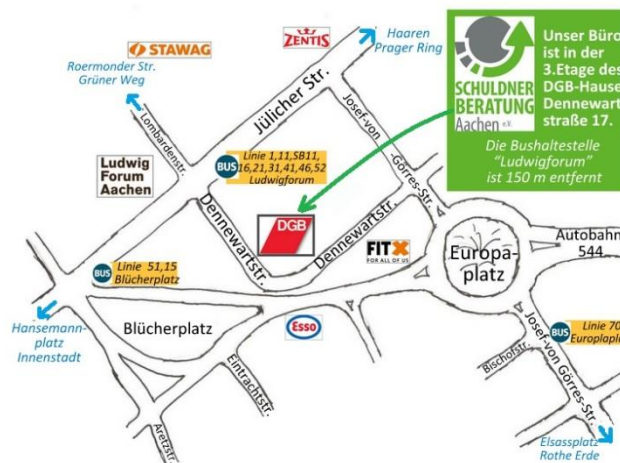 STAWAG
ZENTIS
Haaren
Prager Ring
Roermonder Str.
Grüner Weg
Lombardenstr.
Jülicher Str.
Josef-von
-Görres-Str.
SCHULDNER
BERATUNG
Aachen e.V.
Unser Büro
ist in der
3.Etage des
DGB-Hause
Dennewart
straße 17.
Die Bushaltestelle
"Ludwigforum"
ist 150 m entfernt
Ludwig
Forum
Aachen
BUS
Linie 1,11,SB11,
16,21,31,41,46,52
Ludwigforum
Dennewartstr.
DGB
Dennewartstr.
FITX
FOR ALL OF US
Europa-
platz
Autobahn
544
BUS
Linie 51,15
Blücherplatz
Hansemann-
platz
Innenstadt
Blücherplatz
Esso
Eintrachtstr.
Aretzstr.
Bischofstr.
BUS
Linie 70
Europlapla
Josef-von Görres-Str.
Elsassplatz
Rothe Erde